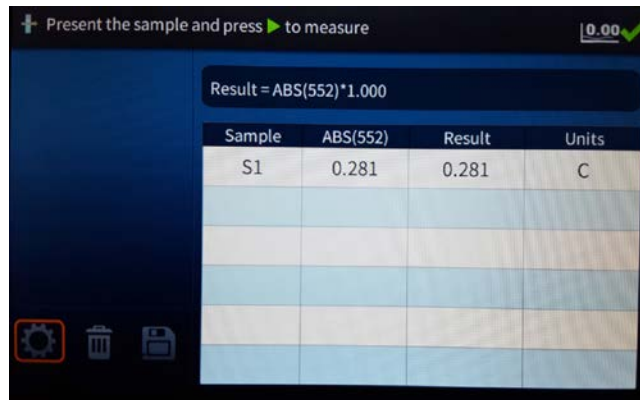 Present the sample and press to measure
0.00
Result = ABS(552)*1.000
Sample ABS(552) Result Units
S1 0.281 0.281 C